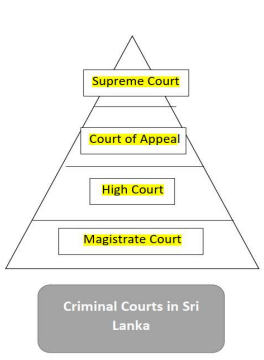 Supreme Court
Court of Appeal
High Court
Magistrate Court
Criminal Courts in Sri
Lanka